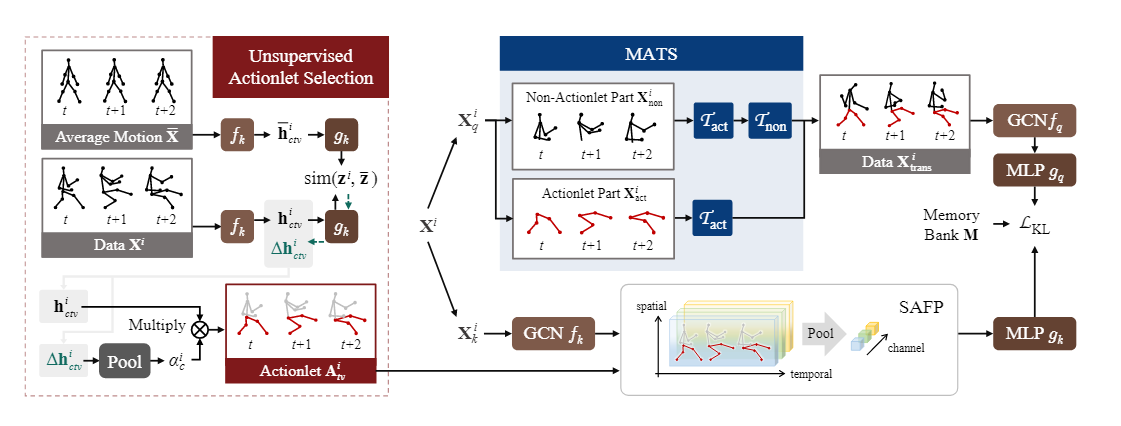 Unsupervised
Actionlet Selection
t
t+1
t+2
Average Motion X̄
f_k
h̄^i_ctv
g_k
sim(z^i, z̄)
t
t+1
t+2
Data X^i
f_k
h^i_ctv
Δh^i_ctv
g_k
h^i_ctv
Multiply
Δh^i_ctv
Pool
α^i_c
t
t+1
t+2
Actionlet A^i_tv
X^i
X^i_q
X^i_k
MATS
Non-Actionlet Part X^i_non
t
t+1
t+2
𝒯_act
𝒯_non
Actionlet Part X^i_act
t
t+1
t+2
𝒯_act
t
t+1
t+2
Data X^i_trans
GCN f_q
MLP g_q
Memory
Bank M
ℒ_KL
GCN f_k
SAFP
spatial
temporal
Pool
channel
MLP g_k